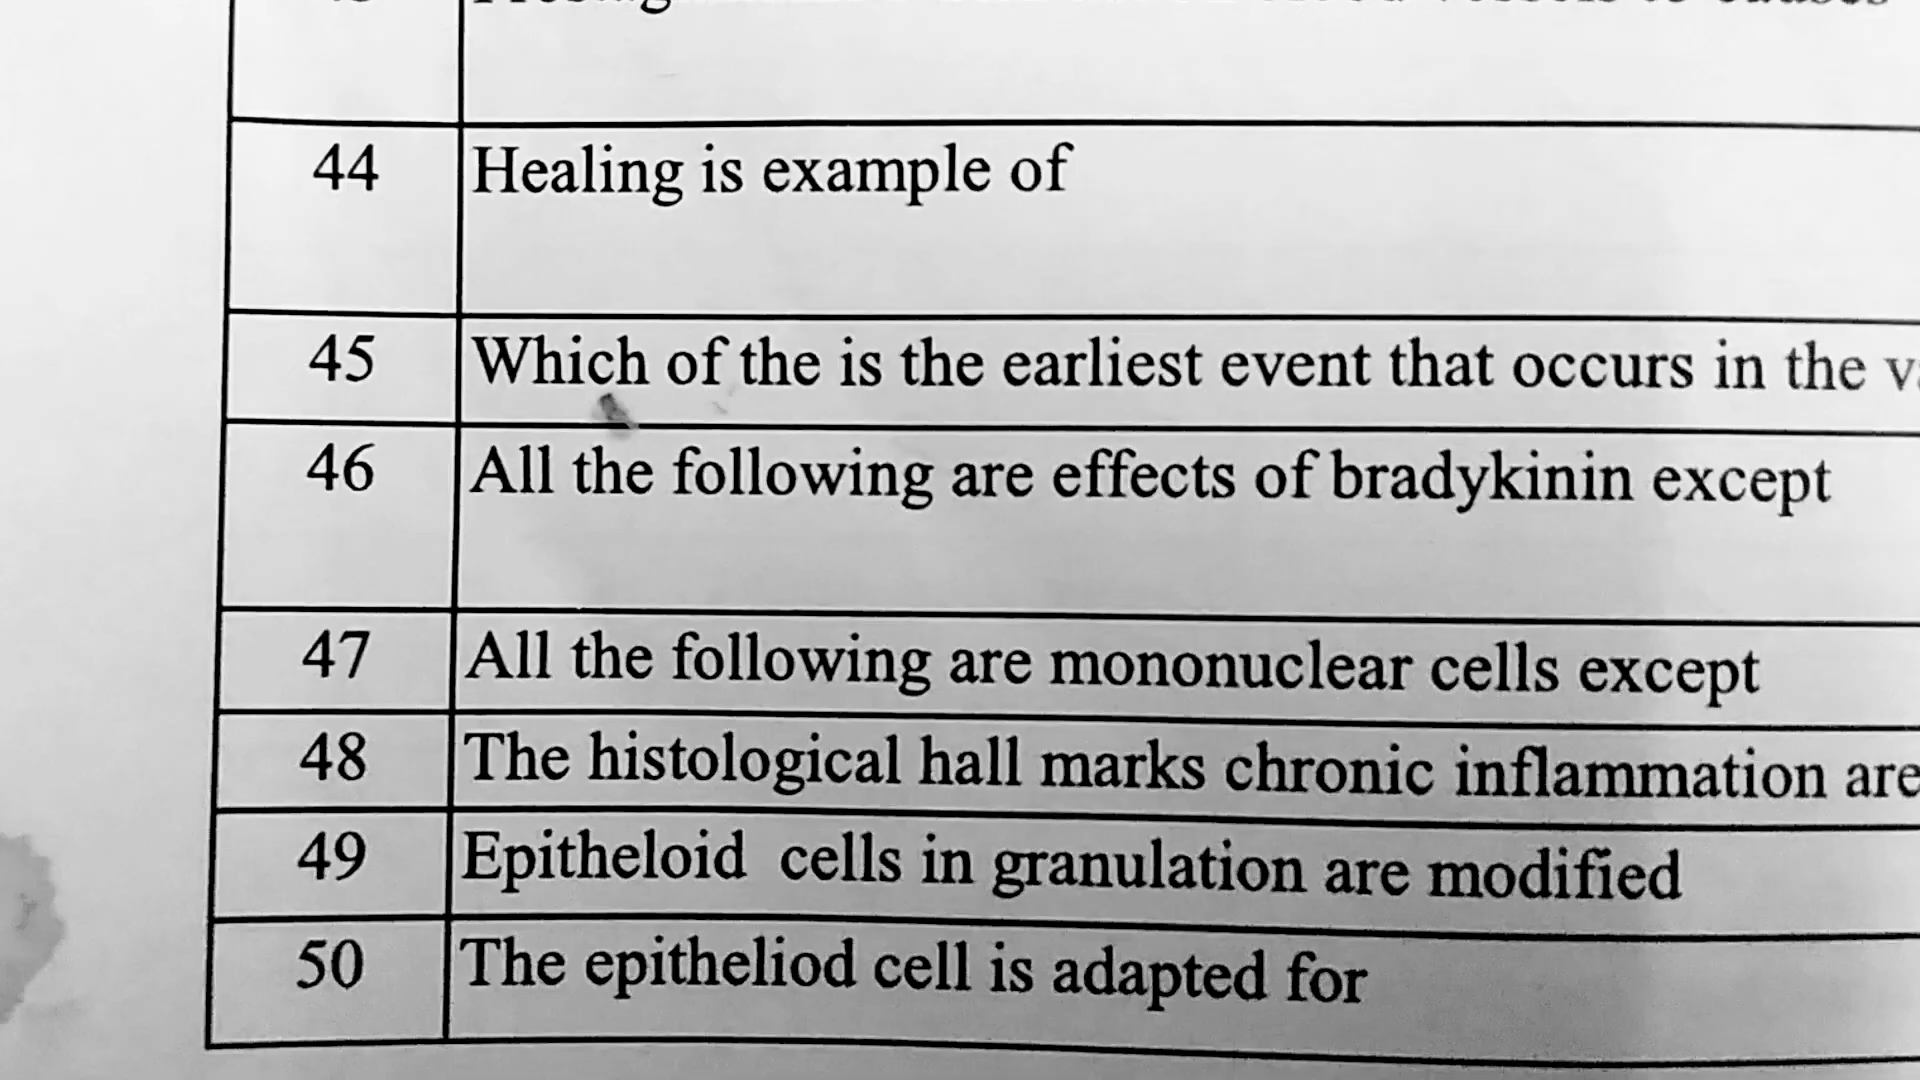 44 Healing is example of
45 Which of the is the earliest event that occurs in the
46 All the following are effects of bradykinin except
47 All the following are mononuclear cells except
48 The histological hall marks chronic inflammation are
49 Epitheloid cells in granulation are modified
50 The epitheliod cell is adapted for